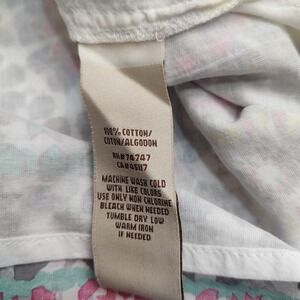 100% COTTON/
COTON/ALGODON
RN#74747
CA#45117
MACHINE WASH COLD
WITH LIKE COLORS
USE ONLY NON CHLORINE
BLEACH WHEN NEEDED
TUMBLE DRY LOW
WARM IRON
IF NEEDED